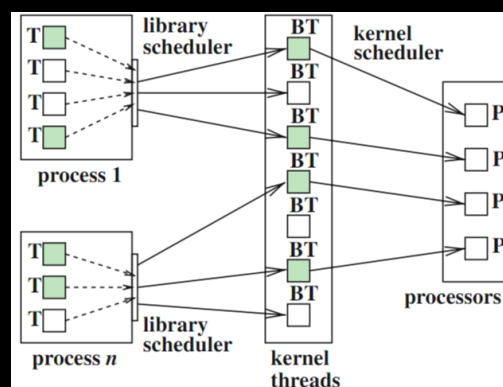 library
scheduler
BT
kernel
scheduler
T
T
T
T
process 1
BT
BT
BT
BT
BT
BT
P
P
P
P
processors
T
T
T
process n
library
scheduler
kernel
threads